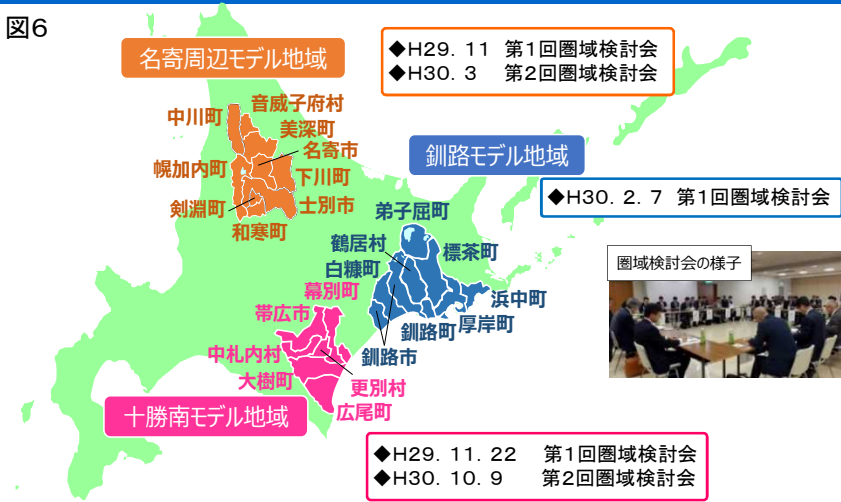 図6
名寄周辺モデル地域
◆H29．11　第1回圏域検討会
◆H30．3　第2回圏域検討会
音威子府村
中川町
美深町
名寄市
幌加内町
下川町
剣淵町
士別市
和寒町
釧路モデル地域
◆H30．2．7　第1回圏域検討会
弟子屈町
鶴居村
標茶町
白糠町
浜中町
厚岸町
釧路町
釧路市
圏域検討会の様子
幕別町
帯広市
中札内村
大樹町
更別村
広尾町
十勝南モデル地域
◆H29．11．22　第1回圏域検討会
◆H30．10．9　第2回圏域検討会